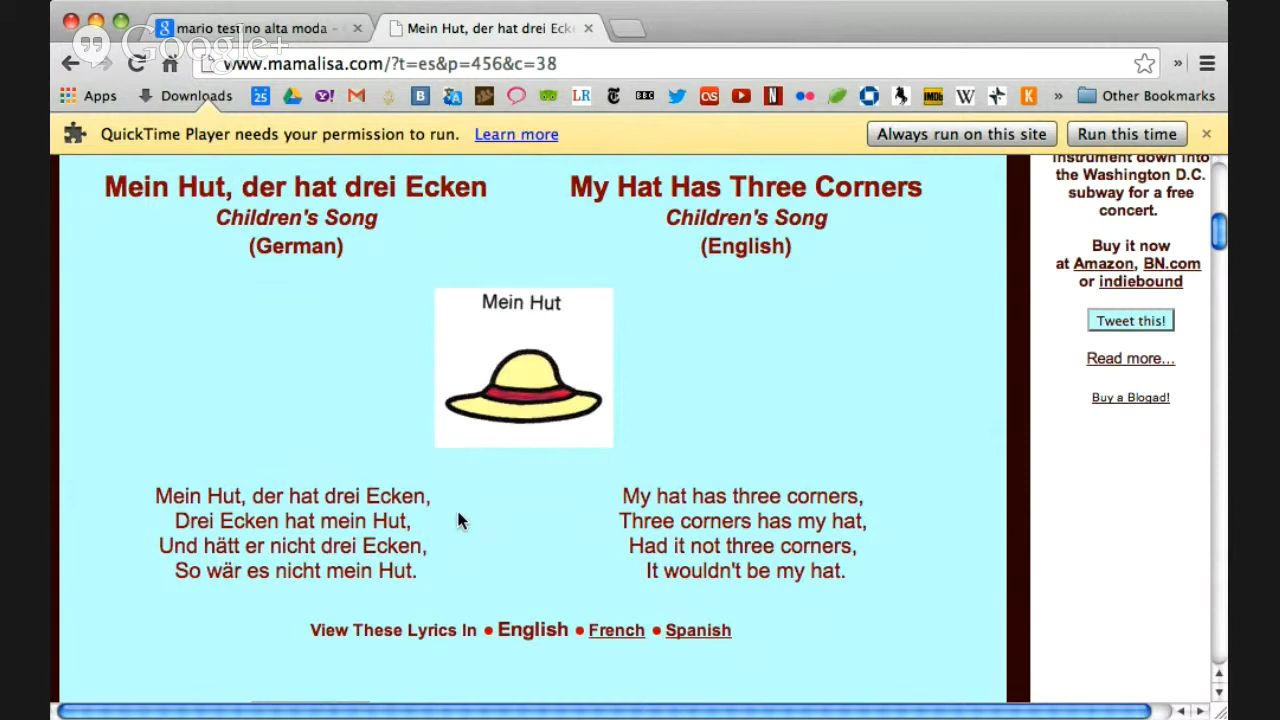 mario testino alta moda -
Mein Hut, der hat drei Eck
Google+
www.mamalisa.com/?t=es&p=456&c=38
Apps
Downloads
25
Y!
B
LR
BBC
os
N
IMDb
W
K
»
Other Bookmarks
QuickTime Player needs your permission to run.
Learn more
Always run on this site
Run this time
Mein Hut, der hat drei Ecken
Children's Song
(German)
My Hat Has Three Corners
Children's Song
(English)
Mein Hut
Mein Hut, der hat drei Ecken,
Drei Ecken hat mein Hut,
Und hätt er nicht drei Ecken,
So wär es nicht mein Hut.
My hat has three corners,
Three corners has my hat,
Had it not three corners,
It wouldn't be my hat.
View These Lyrics In • English • French • Spanish
instrument down into
the Washington D.C.
subway for a free
concert.
Buy it now
at Amazon, BN.com
or indiebound
Tweet this!
Read more...
Buy a Blogad!